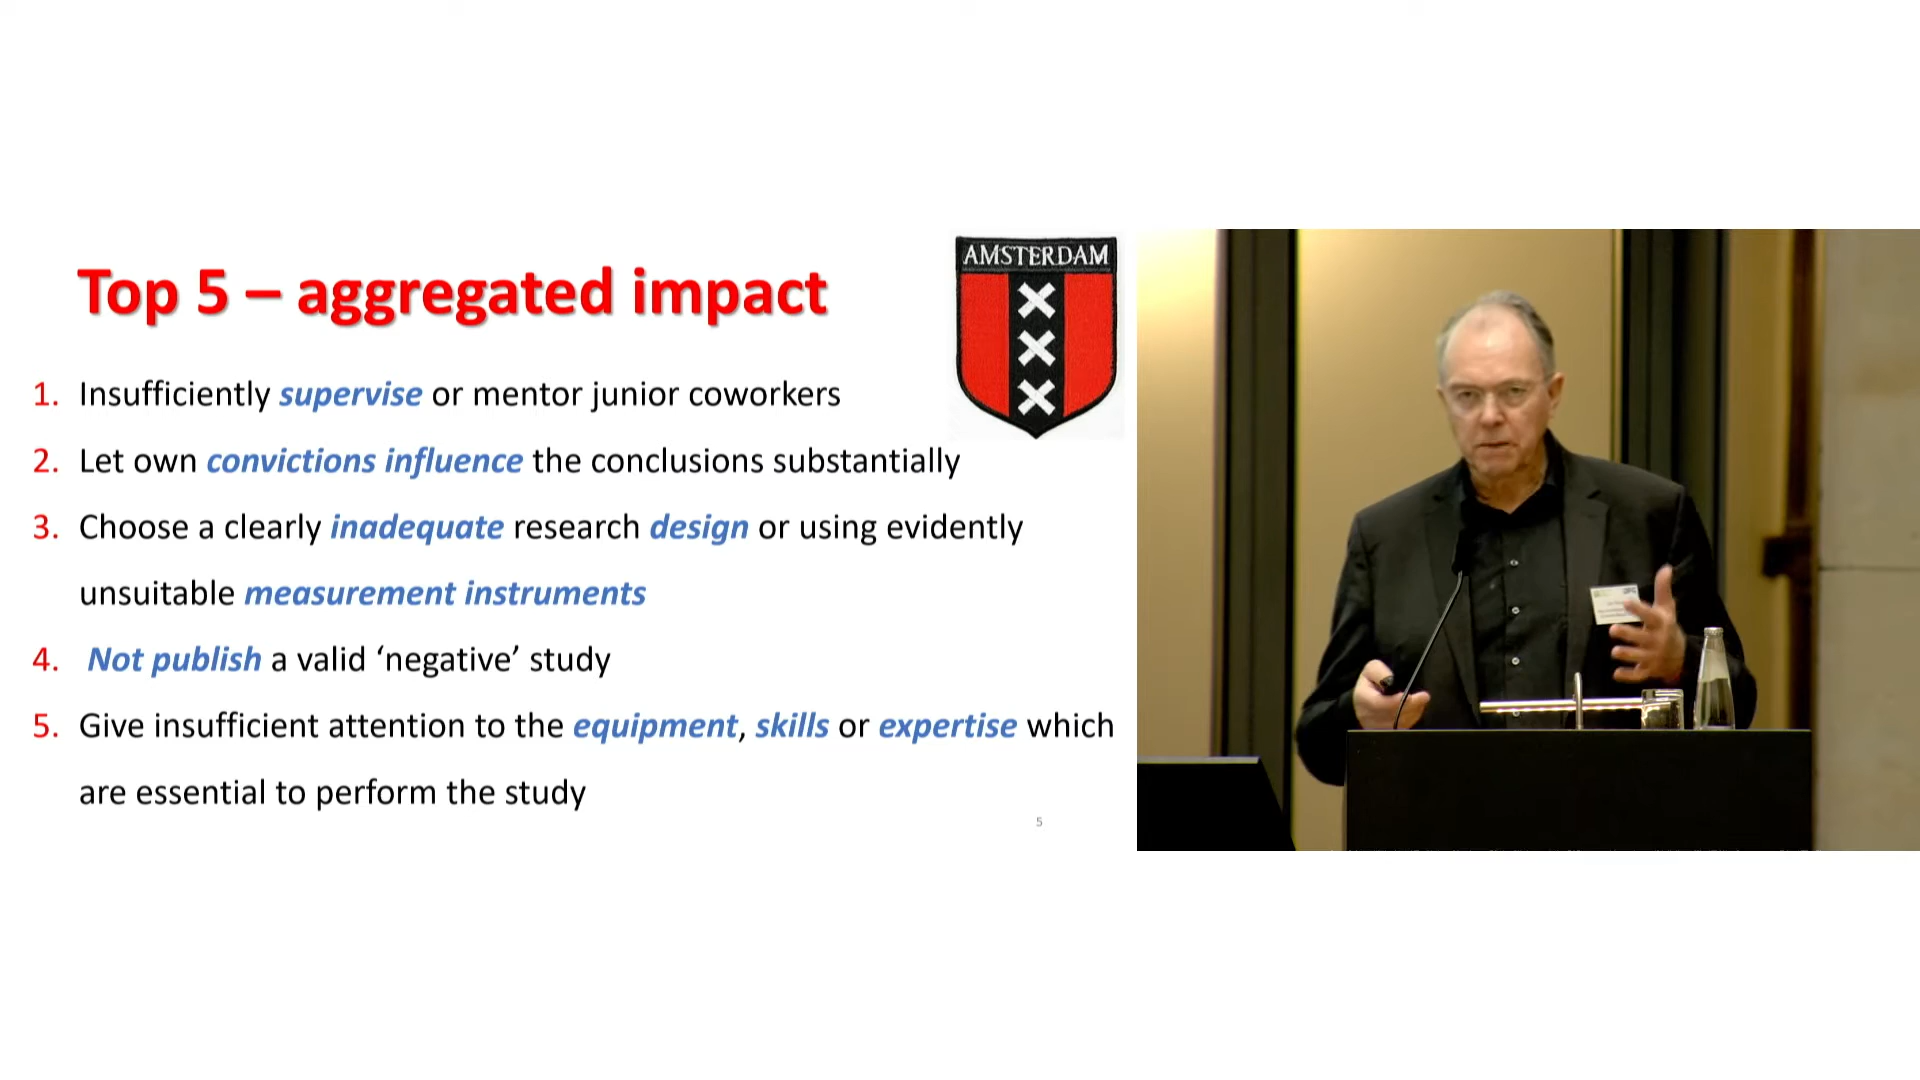 Top 5 – aggregated impact
AMSTERDAM
1. Insufficiently supervise or mentor junior coworkers
2. Let own convictions influence the conclusions substantially
3. Choose a clearly inadequate research design or using evidently
unsuitable measurement instruments
4. Not publish a valid ‘negative’ study
5. Give insufficient attention to the equipment, skills or expertise which
are essential to perform the study
5